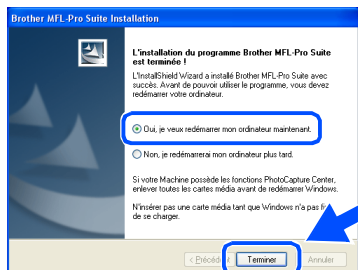 Brother MFL-Pro Suite Installation
L'installation du programme Brother MFL-Pro Suite
est terminée !
L'InstallShield Wizard a installé Brother MFL-Pro Suite avec
succès. Avant de pouvoir utiliser le programme, vous devez
redémarrer votre ordinateur.
Oui, je veux redémarrer mon ordinateur maintenant.
Non, je redémarrerai mon ordinateur plus tard.
Si votre Machine possède les fonctions PhotoCapture Center,
enlever toutes les cartes média avant de redémarrer Windows.
N'insérer pas une carte média tant que Windows n'a pas
de se charger.
< Précédent Terminer Annuler